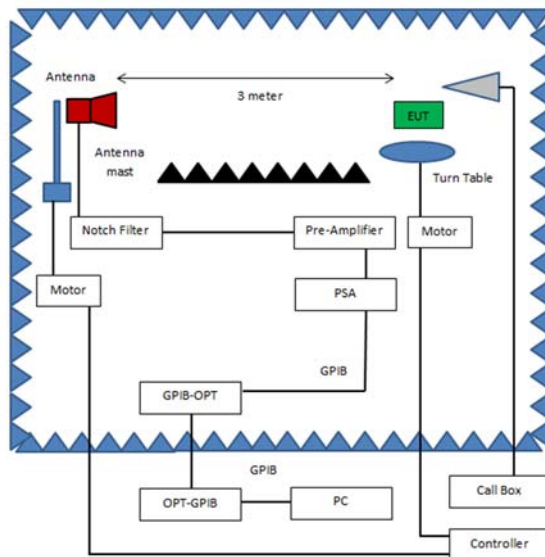 Antenna
3 meter
EUT
Antenna
mast
Turn Table
Notch Filter
Pre-Amplifier
Motor
Motor
PSA
GPIB
GPIB-OPT
GPIB
OPT-GPIB
PC
Call Box
Controller